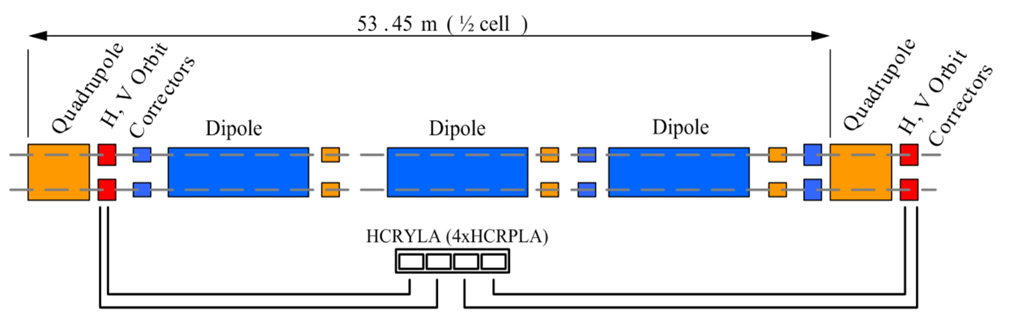 53.45 m ( ½ cell )
Quadrupole
H, V Orbit
Correctors
Dipole
Dipole
Dipole
Quadrupole
H, V Orbit
Correctors
HCRYLA (4xHCRPLA)